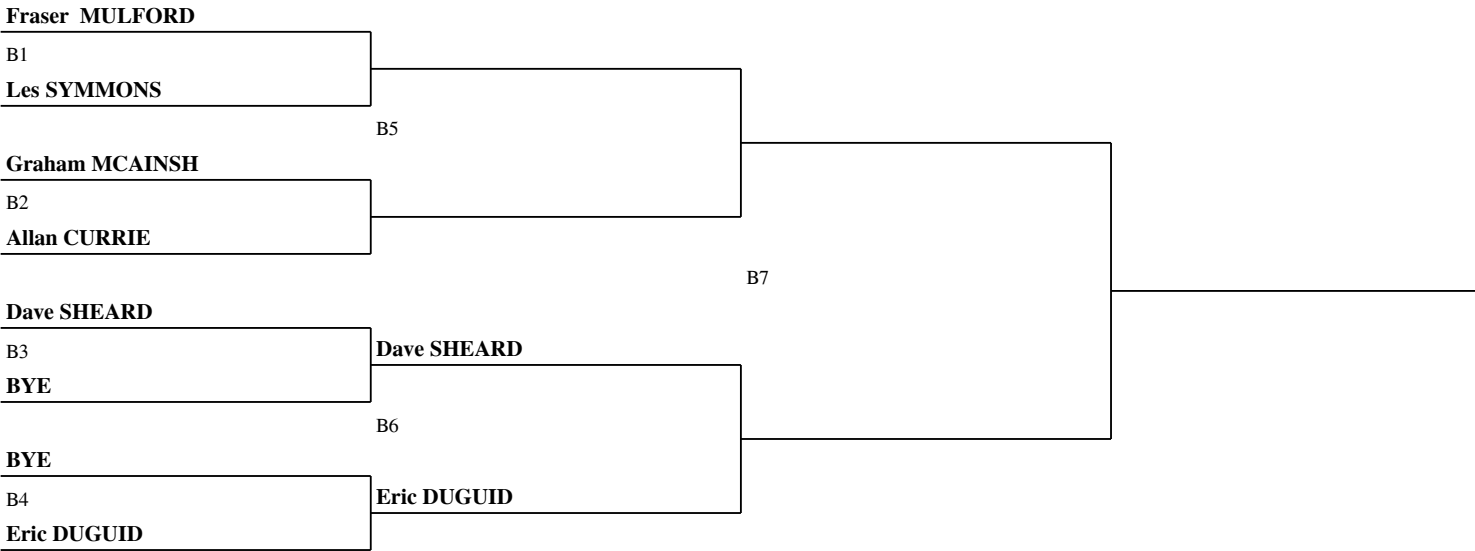 Fraser  MULFORD
B1
Les SYMMONS
B5
Graham MCAINSH
B2
Allan CURRIE
B7
Dave SHEARD
B3
Dave SHEARD
BYE
B6
BYE
B4
Eric DUGUID
Eric DUGUID